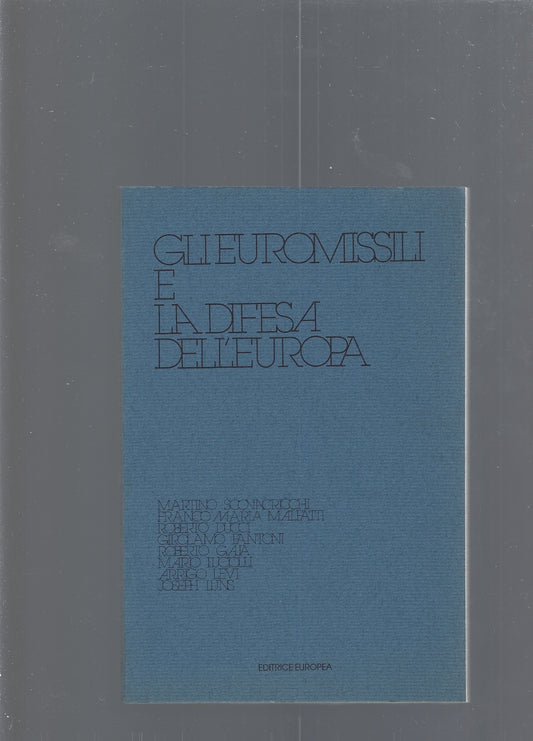 GLI EUROMISSILI
E
LA DIFESA
DELL'EUROPA
MARTINO SCOVACRICCHI
FRANCO MARIA MALFATTI
ROBERTO DUCCI
GIROLAMO FANTONI
ROBERTO GAJA
MARIO LUCIOLLI
ARRIGO LEVI
JOSEPH LUNS
EDITRICE EUROPEA